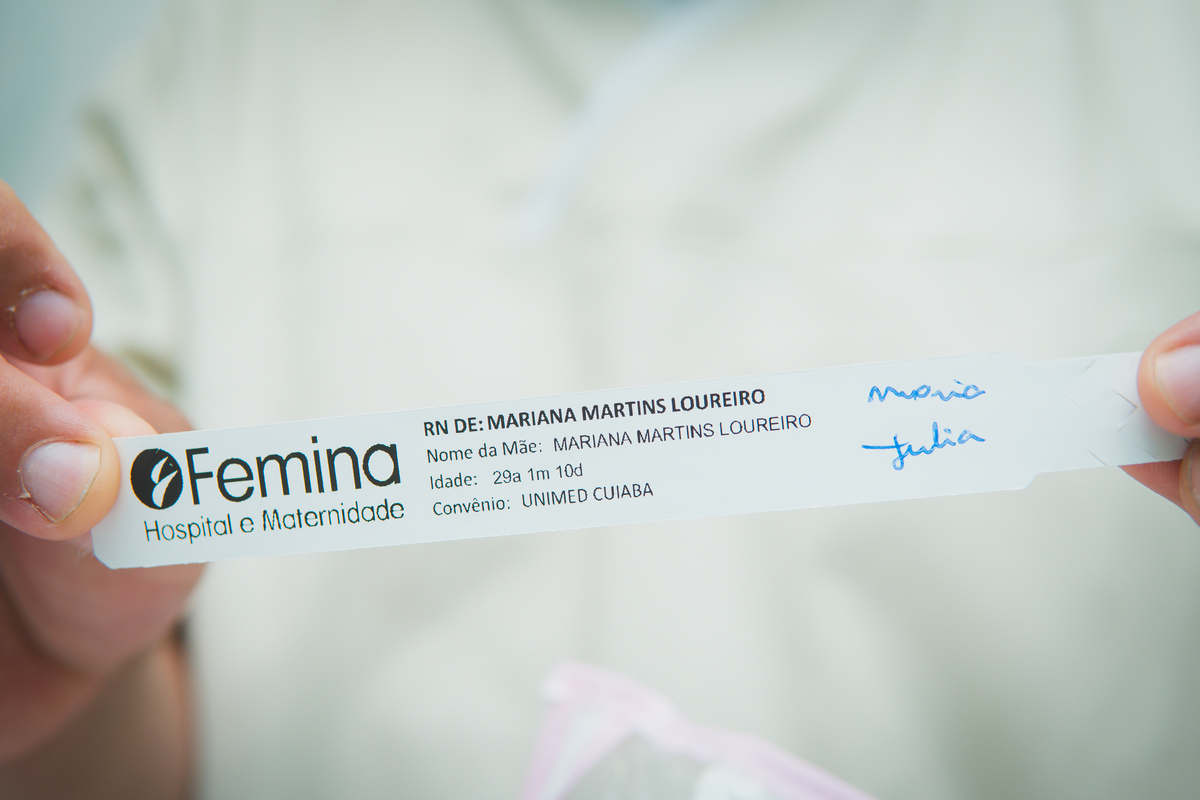 Femina
Hospital e Maternidade
RN DE: MARIANA MARTINS LOUREIRO
Nome da Mãe: MARIANA MARTINS LOUREIRO
Idade: 29a 1m 10d
Convênio: UNIMED CUIABA
Maria
Julia